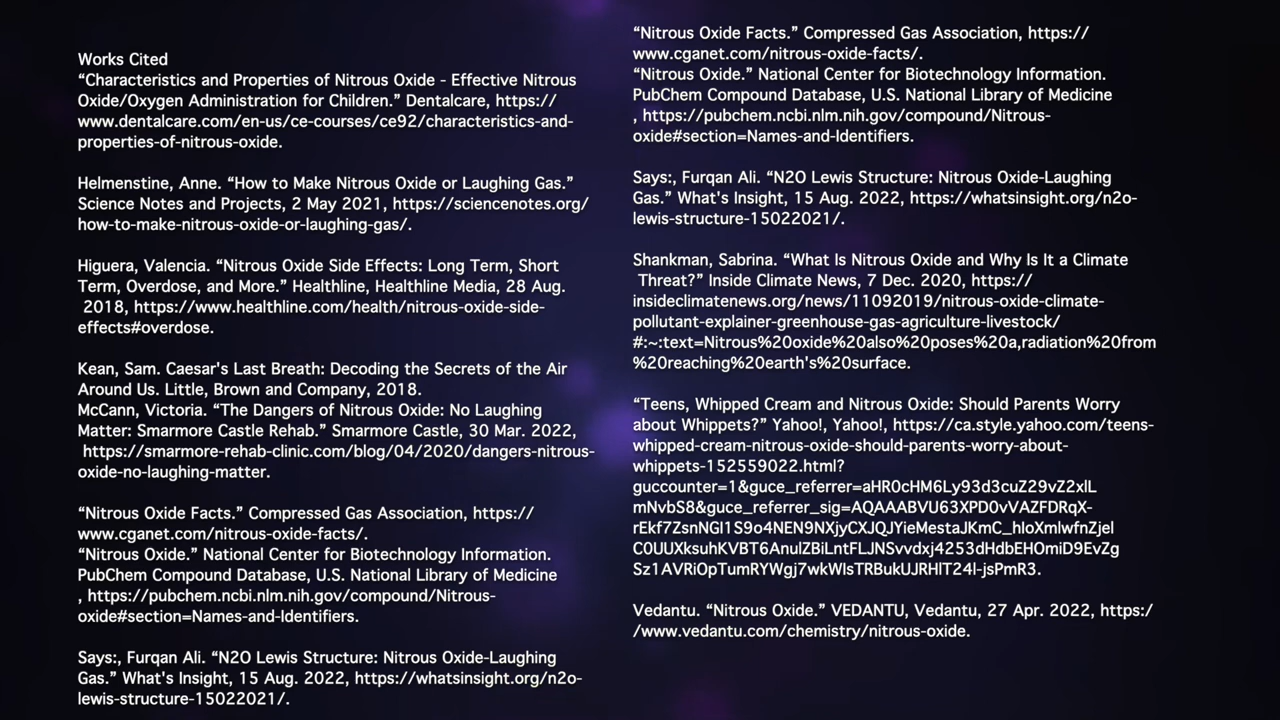 Works Cited
“Characteristics and Properties of Nitrous Oxide - Effective Nitrous
Oxide/Oxygen Administration for Children.” Dentalcare, https://
www.dentalcare.com/en-us/ce-courses/ce92/characteristics-and-
properties-of-nitrous-oxide.
Helmenstine, Anne. “How to Make Nitrous Oxide or Laughing Gas.”
Science Notes and Projects, 2 May 2021, https://sciencenotes.org/
how-to-make-nitrous-oxide-or-laughing-gas/.
Higuera, Valencia. “Nitrous Oxide Side Effects: Long Term, Short
Term, Overdose, and More.” Healthline, Healthline Media, 28 Aug.
2018, https://www.healthline.com/health/nitrous-oxide-side-
effects#overdose.
Kean, Sam. Caesar's Last Breath: Decoding the Secrets of the Air
Around Us. Little, Brown and Company, 2018.
McCann, Victoria. “The Dangers of Nitrous Oxide: No Laughing
Matter: Smarmore Castle Rehab.” Smarmore Castle, 30 Mar. 2022,
https://smarmore-rehab-clinic.com/blog/04/2020/dangers-nitrous-
oxide-no-laughing-matter.
“Nitrous Oxide Facts.” Compressed Gas Association, https://
www.cganet.com/nitrous-oxide-facts/.
“Nitrous Oxide.” National Center for Biotechnology Information.
PubChem Compound Database, U.S. National Library of Medicine
, https://pubchem.ncbi.nlm.nih.gov/compound/Nitrous-
oxide#section=Names-and-Identifiers.
Says:, Furqan Ali. “N2O Lewis Structure: Nitrous Oxide-Laughing
Gas.” What's Insight, 15 Aug. 2022, https://whatsinsight.org/n2o-
lewis-structure-15022021/.
“Nitrous Oxide Facts.” Compressed Gas Association, https://
www.cganet.com/nitrous-oxide-facts/.
“Nitrous Oxide.” National Center for Biotechnology Information.
PubChem Compound Database, U.S. National Library of Medicine
, https://pubchem.ncbi.nlm.nih.gov/compound/Nitrous-
oxide#section=Names-and-Identifiers.
Says:, Furqan Ali. “N2O Lewis Structure: Nitrous Oxide-Laughing
Gas.” What's Insight, 15 Aug. 2022, https://whatsinsight.org/n2o-
lewis-structure-15022021/.
Shankman, Sabrina. “What Is Nitrous Oxide and Why Is It a Climate
Threat?” Inside Climate News, 7 Dec. 2020, https://
insideclimatenews.org/news/11092019/nitrous-oxide-climate-
pollutant-explainer-greenhouse-gas-agriculture-livestock/
#:~:text=Nitrous%20oxide%20also%20poses%20a,radiation%20from
%20reaching%20earth's%20surface.
“Teens, Whipped Cream and Nitrous Oxide: Should Parents Worry
about Whippets?” Yahoo!, Yahoo!, https://ca.style.yahoo.com/teens-
whipped-cream-nitrous-oxide-should-parents-worry-about-
whippets-152559022.html?
guccounter=1&guce_referrer=aHR0cHM6Ly93d3cuZ29vZ2xlL
mNvbS8&guce_referrer_sig=AQAAABVU63XPD0vVAZFDRqX-
rEkf7ZsnNGI1S9o4NEN9NXjyCXJQJYieMestaJKmC_hIoXmlwfnZjeI
C0UUXksuhKVBT6AnulZBiLntFLJNSvvdxj4253dHdbEHOmiD9EvZg
Sz1AVRiOpTumRYWgj7wkWIsTRBukUJRHIT24l-jsPmR3.
Vedantu. “Nitrous Oxide.” VEDANTU, Vedantu, 27 Apr. 2022, https:/
/www.vedantu.com/chemistry/nitrous-oxide.